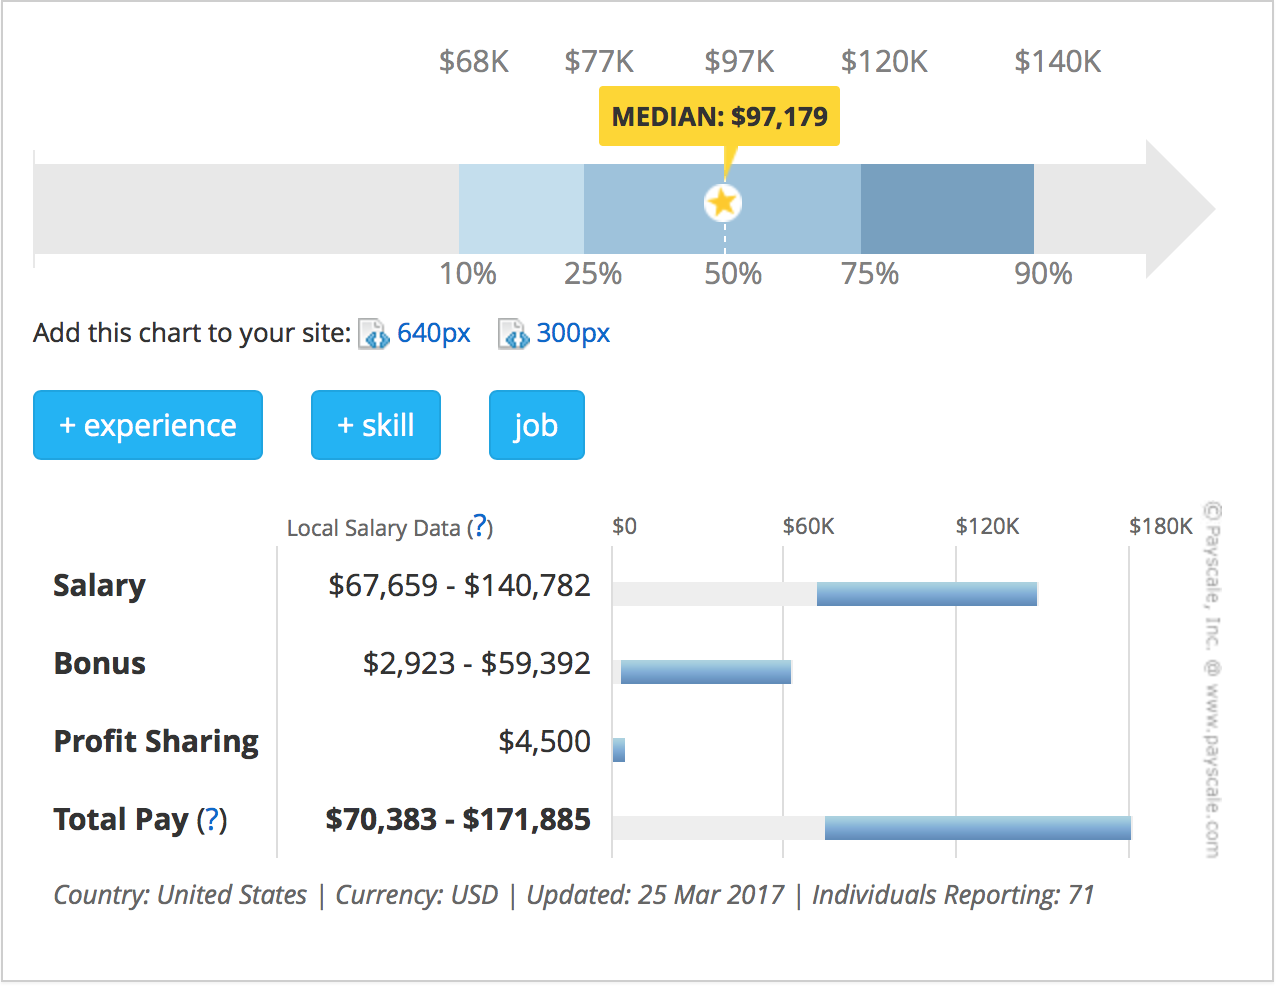 $68K $77K $97K $120K $140K
MEDIAN: $97,179
10% 25% 50% 75% 90%
Add this chart to your site: 640px 300px
+ experience + skill job
Local Salary Data (?) $0 $60K $120K $180K
Salary $67,659 - $140,782
Bonus $2,923 - $59,392
Profit Sharing $4,500
Total Pay (?) $70,383 - $171,885
Country: United States | Currency: USD | Updated: 25 Mar 2017 | Individuals Reporting: 71
© Payscale, Inc. @ www.payscale.com